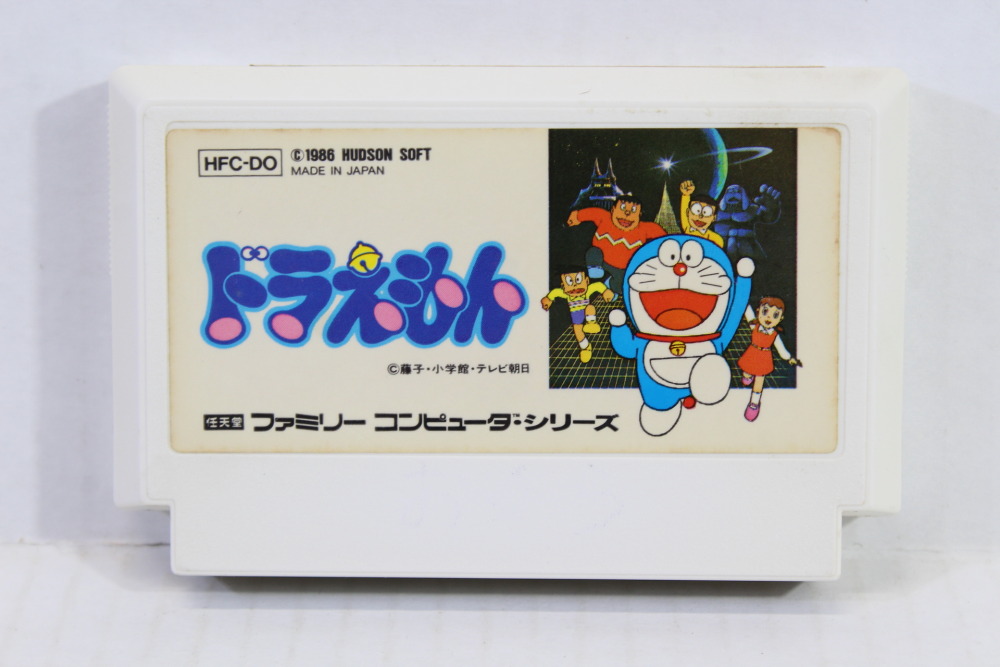 HFC-DO
©1986 HUDSON SOFT
MADE IN JAPAN
ドラえもん
©藤子・小学館・テレビ朝日
任天堂 ファミリー コンピュータ™・シリーズ